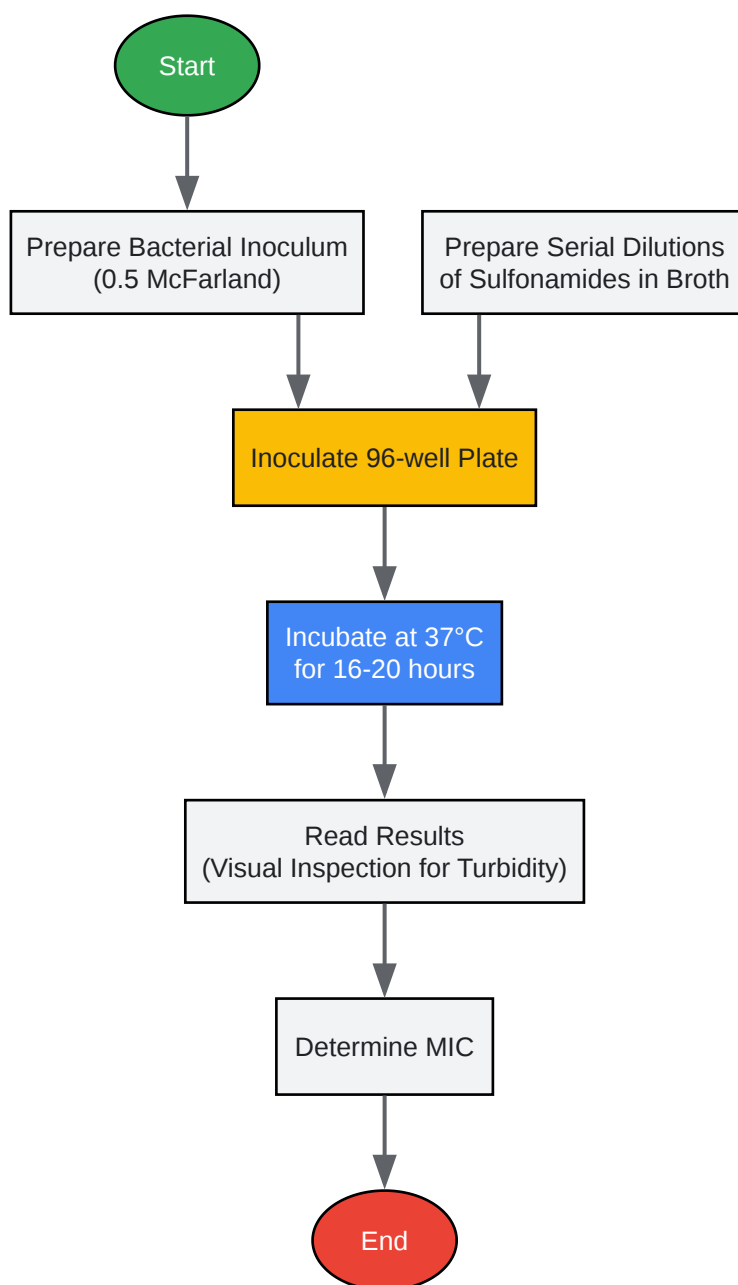 Start
Prepare Bacterial Inoculum
(0.5 McFarland)
Prepare Serial Dilutions
of Sulfonamides in Broth
Inoculate 96-well Plate
Incubate at 37°C
for 16-20 hours
Read Results
(Visual Inspection for Turbidity)
Determine MIC
End